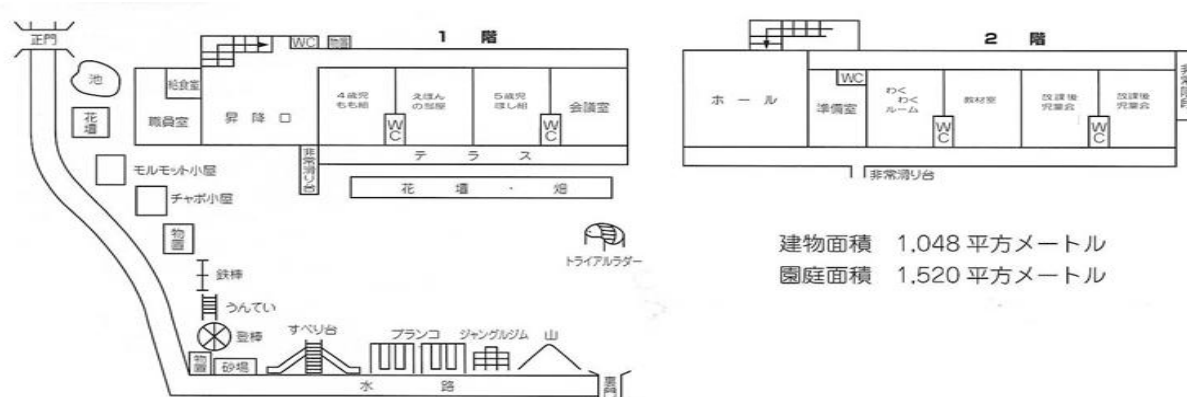 正門
1 階
2 階
WC
物置
池
給食室
職員室
昇降口
4歳児
もも組
えほん
の部屋
5歳児
ほし組
会議室
WC
WC
花壇
テラス
非常滑り台
花壇・畑
モルモット小屋
チャボ小屋
物置
鉄棒
うんてい
登棒
物置
砂場
すべり台
ブランコ
ジャングルジム
山
トライアルラダー
水路
裏門
ホール
WC
準備室
わく
わく
ルーム
教材室
放課後
児童会
放課後
児童会
WC
WC
非常階段
非常滑り台
建物面積 1,048 平方メートル
園庭面積 1,520 平方メートル